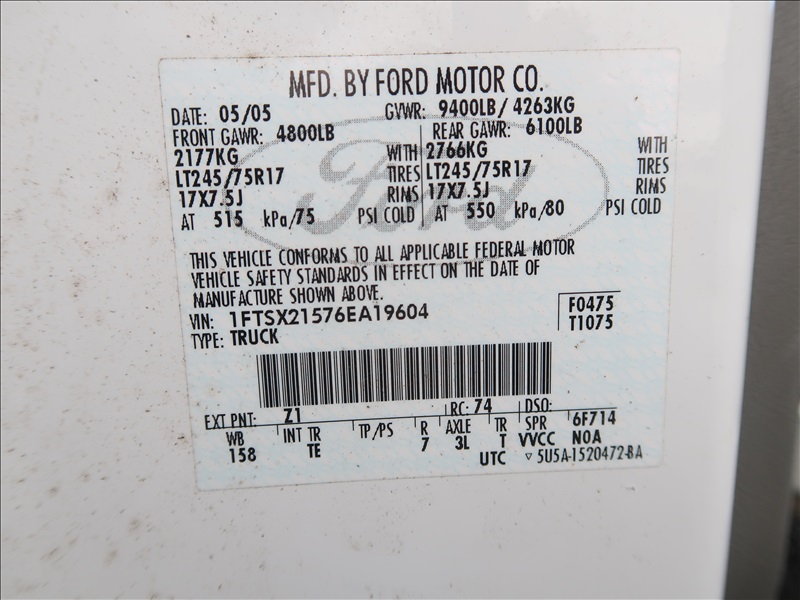 MFD. BY FORD MOTOR CO.
DATE: 05/05 GVWR: 9400LB / 4263KG
FRONT GAWR: 4800LB REAR GAWR: 6100LB
2177KG WITH 2766KG WITH
LT245/75R17 TIRES LT245/75R17 TIRES
17X7.5J RIMS 17X7.5J RIMS
AT 515 kPa/75 PSI COLD AT 550 kPa/80 PSI COLD
Ford
THIS VEHICLE CONFORMS TO ALL APPLICABLE FEDERAL MOTOR
VEHICLE SAFETY STANDARDS IN EFFECT ON THE DATE OF
MANUFACTURE SHOWN ABOVE.
VIN: 1FTSX21576EA19604 F0475
TYPE: TRUCK T1075
EXT PNT: Z1 RC: 74 DSO:
WB INT TR TP/PS R AXLE TR SPR 6F714
158 TE 7 3L T VVCC NOA
UTC ▽5U5A-1520472-BA